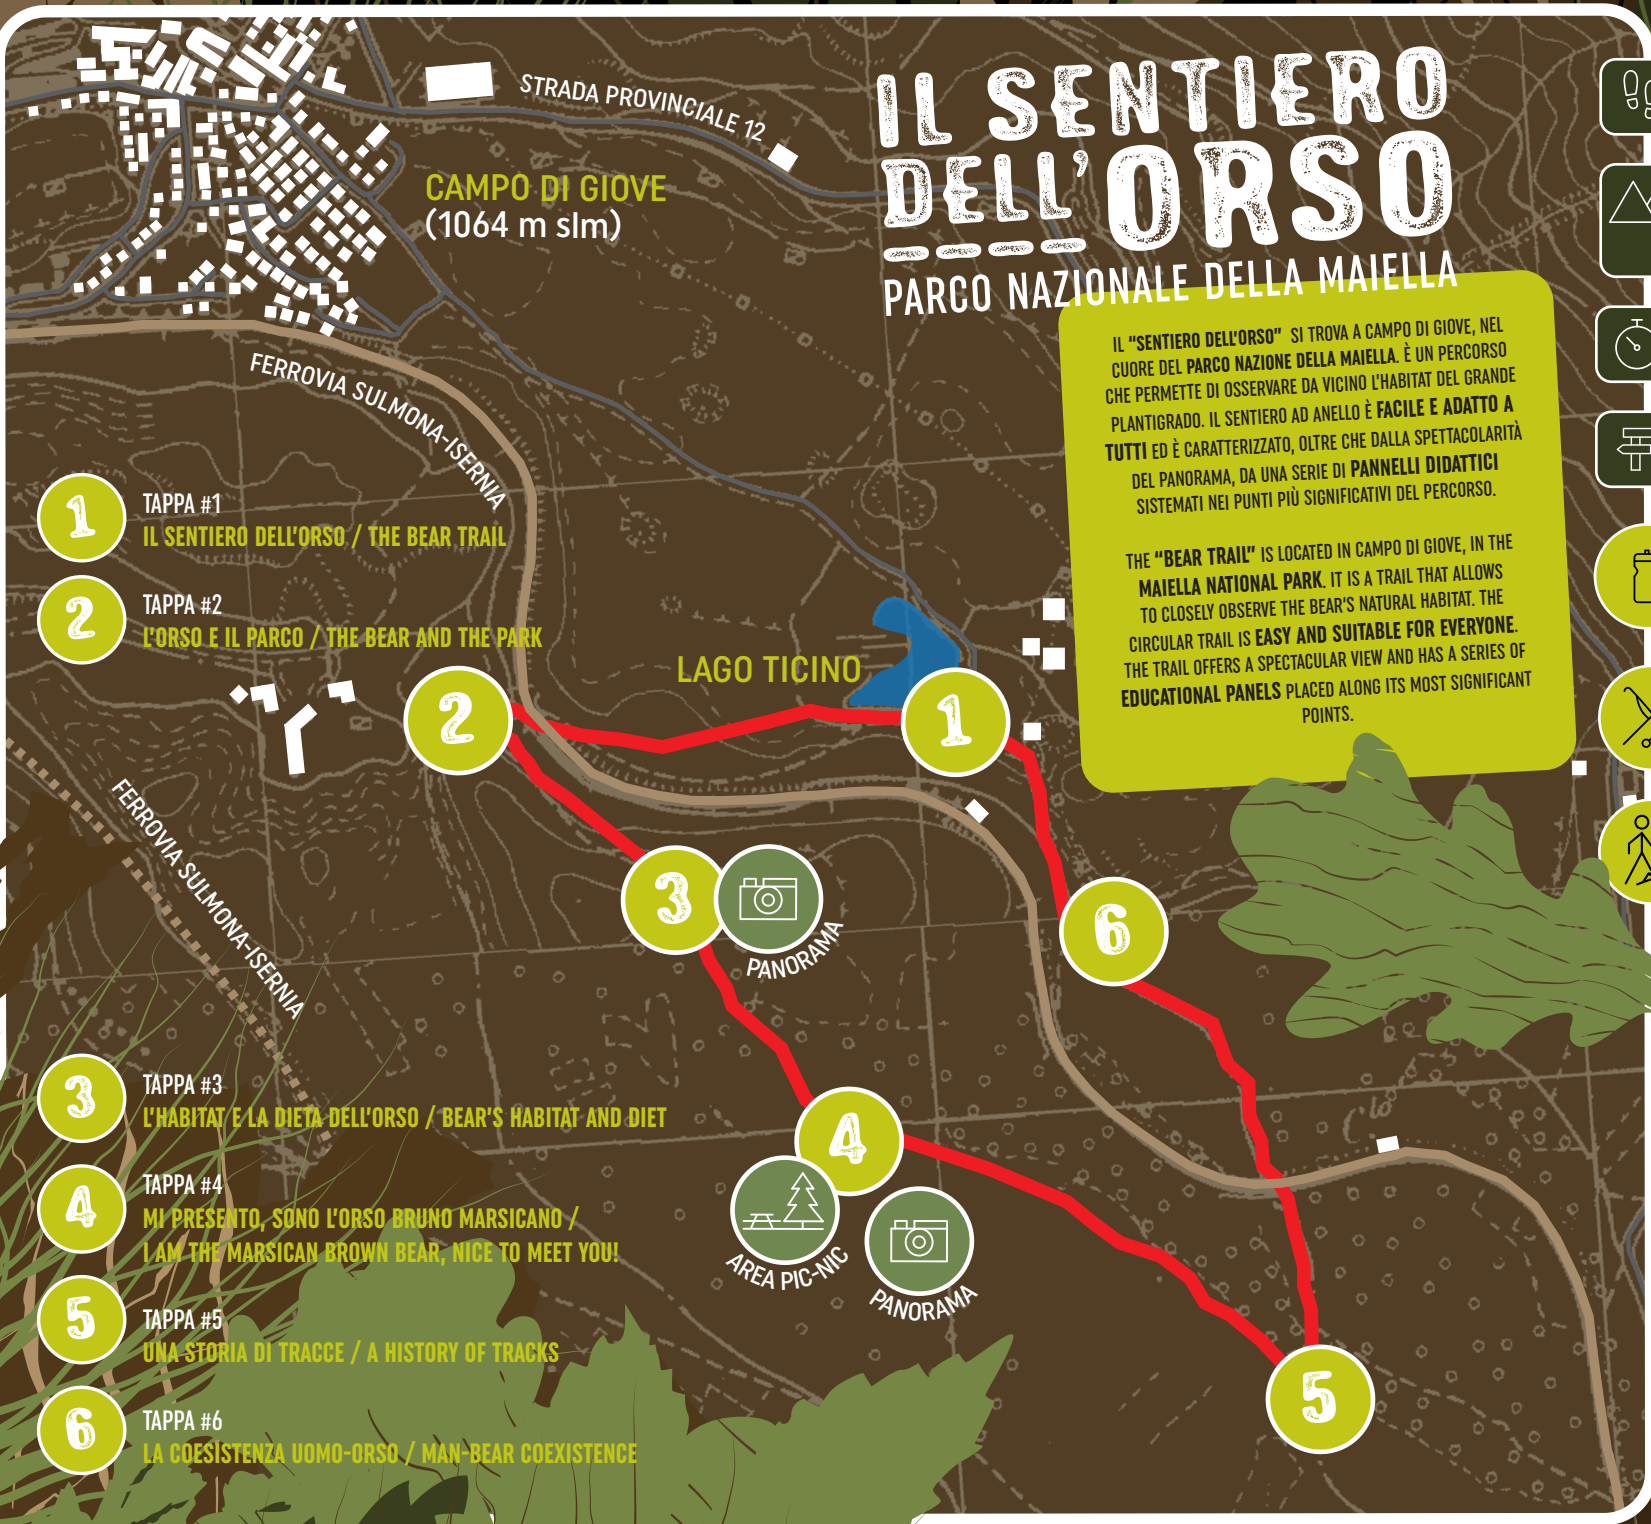 IL SENTIERO
DELL'ORSO
PARCO NAZIONALE DELLA MAIELLA
STRADA PROVINCIALE 12
CAMPO DI GIOVE
(1064 m slm)
IL “SENTIERO DELL'ORSO” SI TROVA A CAMPO DI GIOVE, NEL
CUORE DEL PARCO NAZIONE DELLA MAIELLA. È UN PERCORSO
CHE PERMETTE DI OSSERVARE DA VICINO L'HABITAT DEL GRANDE
PLANTIGRADO. IL SENTIERO AD ANELLO È FACILE E ADATTO A
TUTTI ED È CARATTERIZZATO, OLTRE CHE DALLA SPETTACOLARITÀ
DEL PANORAMA, DA UNA SERIE DI PANNELLI DIDATTICI
SISTEMATI NEI PUNTI PIÙ SIGNIFICATIVI DEL PERCORSO.
THE “BEAR TRAIL” IS LOCATED IN CAMPO DI GIOVE, IN THE
MAIELLA NATIONAL PARK. IT IS A TRAIL THAT ALLOWS
TO CLOSELY OBSERVE THE BEAR'S NATURAL HABITAT. THE
CIRCULAR TRAIL IS EASY AND SUITABLE FOR EVERYONE.
THE TRAIL OFFERS A SPECTACULAR VIEW AND HAS A SERIES OF
EDUCATIONAL PANELS PLACED ALONG ITS MOST SIGNIFICANT
POINTS.
FERROVIA SULMONA-ISERNIA
1
TAPPA #1
IL SENTIERO DELL'ORSO / THE BEAR TRAIL
2
TAPPA #2
L'ORSO E IL PARCO / THE BEAR AND THE PARK
LAGO TICINO
2
1
FERROVIA SULMONA-ISERNIA
3
PANORAMA
6
3
TAPPA #3
L'HABITAT E LA DIETA DELL'ORSO / BEAR'S HABITAT AND DIET
4
TAPPA #4
MI PRESENTO, SONO L'ORSO BRUNO MARSICANO /
I AM THE MARSICAN BROWN BEAR, NICE TO MEET YOU!
4
AREA PIC-NIC
PANORAMA
5
TAPPA #5
UNA STORIA DI TRACCE / A HISTORY OF TRACKS
5
6
TAPPA #6
LA COESISTENZA UOMO-ORSO / MAN-BEAR COEXISTENCE